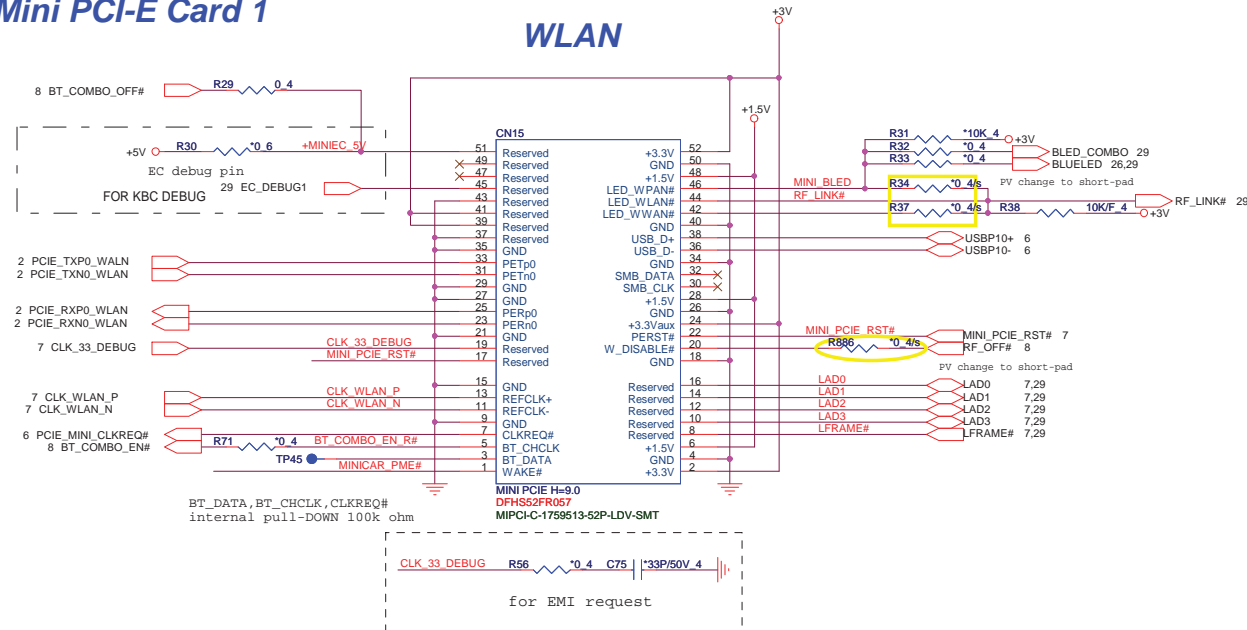 Mini PCI-E Card 1
WLAN
+3V
+1.5V
8 BT_COMBO_OFF# R29 0_4
+5V R30 *0_6 +MINIEC_5V
EC debug pin
29 EC_DEBUG1
FOR KBC DEBUG
2 PCIE_TXP0_WALN
2 PCIE_TXN0_WLAN
2 PCIE_RXP0_WLAN
2 PCIE_RXN0_WLAN
7 CLK_33_DEBUG CLK_33_DEBUG
MINI_PCIE_RST#
7 CLK_WLAN_P CLK_WLAN_P
7 CLK_WLAN_N CLK_WLAN_N
6 PCIE_MINI_CLKREQ#
8 BT_COMBO_EN# R71 *0_4 BT_COMBO_EN_R#
TP45
MINICAR_PME#
BT_DATA,BT_CHCLK,CLKREQ#
internal pull-DOWN 100k ohm
CN15
51 Reserved +3.3V 52
49 Reserved GND 50
47 Reserved +1.5V 48
45 Reserved LED_WPAN# 46
43 Reserved LED_WLAN# 44
41 Reserved LED_WWAN# 42
39 Reserved GND 40
37 Reserved USB_D+ 38
35 GND USB_D- 36
33 PETp0 GND 34
31 PETn0 SMB_DATA 32
29 GND SMB_CLK 30
27 GND +1.5V 28
25 PERp0 GND 26
23 PERn0 +3.3Vaux 24
21 GND PERST# 22
19 Reserved W_DISABLE# 20
17 Reserved GND 18
15 GND Reserved 16
13 REFCLK+ Reserved 14
11 REFCLK- Reserved 12
9 GND Reserved 10
7 CLKREQ# Reserved 8
5 BT_CHCLK +1.5V 6
3 BT_DATA GND 4
1 WAKE# +3.3V 2
MINI PCIE H=9.0
DFHS52FR057
MIPCI-C-1759513-52P-LDV-SMT
R31 *10K_4 +3V
R32 *0_4 BLED_COMBO 29
R33 *0_4 BLUELED 26,29
PV change to short-pad
MINI_BLED R34 *0_4/s
RF_LINK# RF_LINK# 29
R37 *0_4/s R38 10K/F_4 +3V
USBP10+ 6
USBP10- 6
MINI_PCIE_RST# MINI_PCIE_RST# 7
R886 *0_4/s RF_OFF# 8
PV change to short-pad
LAD0 LAD0 7,29
LAD1 LAD1 7,29
LAD2 LAD2 7,29
LAD3 LAD3 7,29
LFRAME# LFRAME# 7,29
CLK_33_DEBUG R56 *0_4 C75 *33P/50V_4
for EMI request